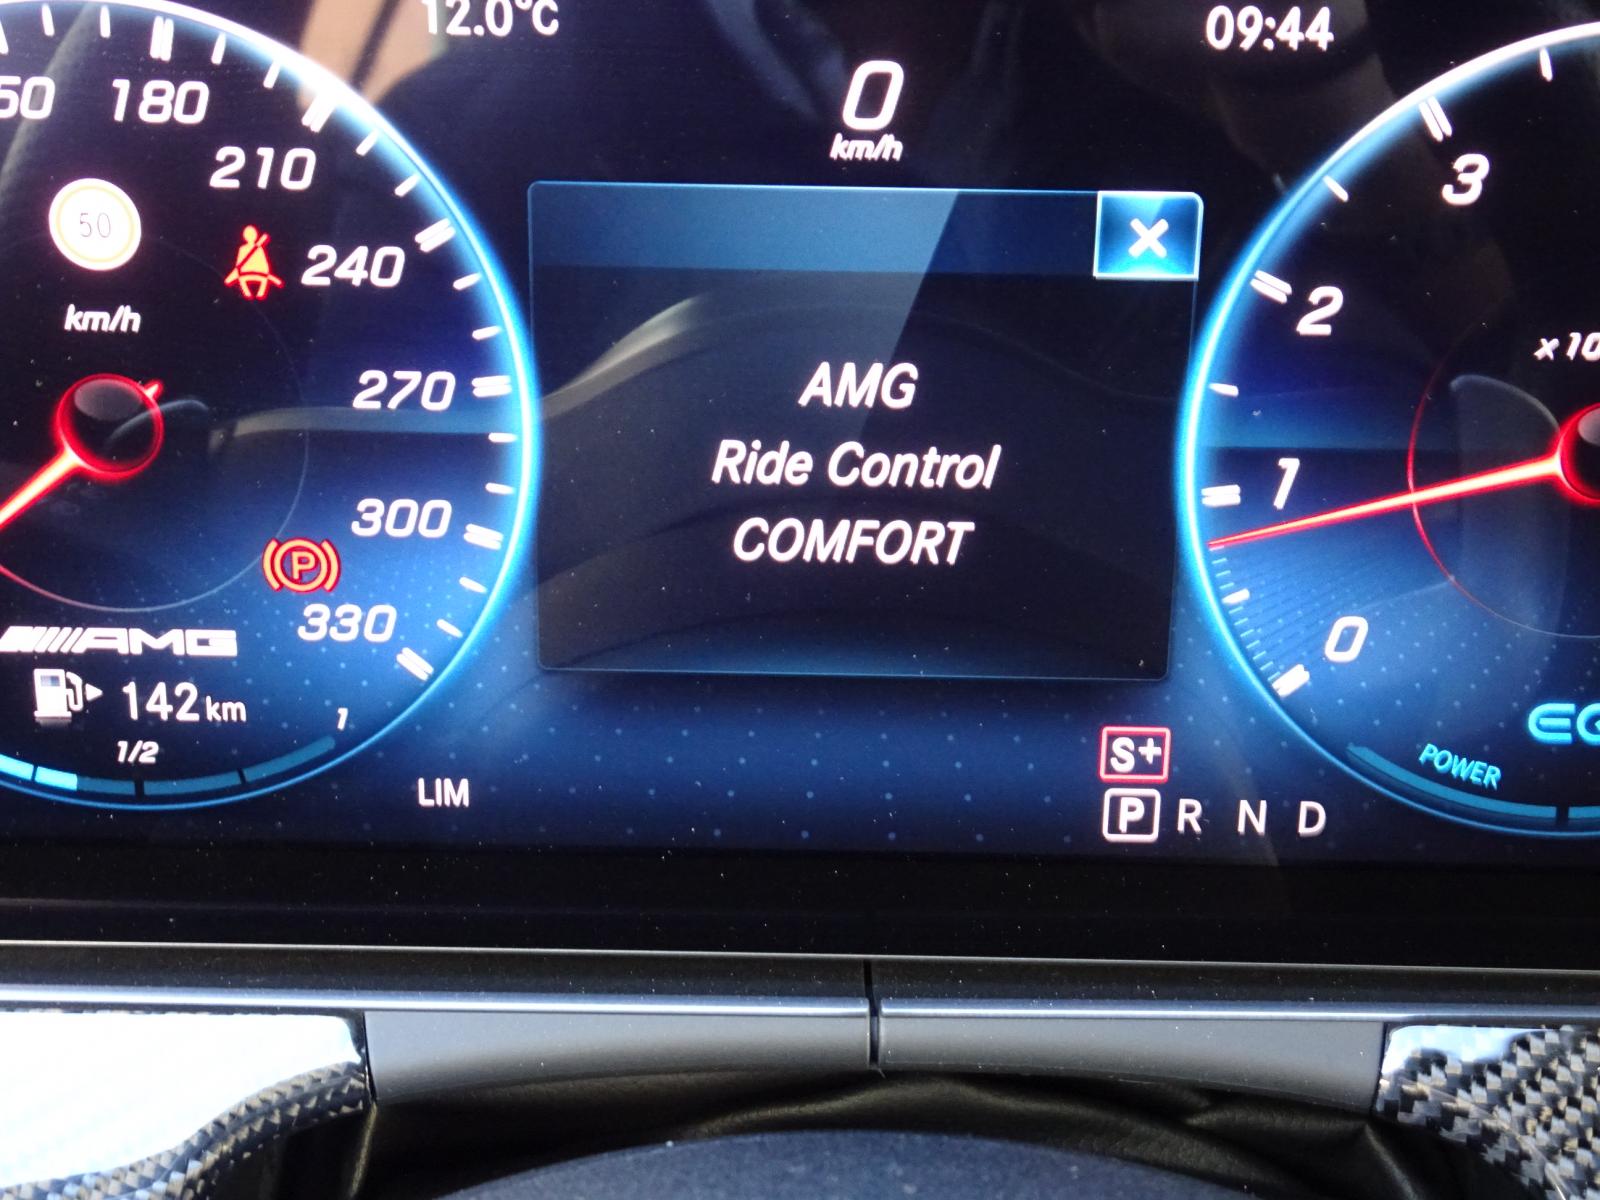 12.0°C
09:44
0
km/h
180
210
240
270
300
330
50
km/h
AMG
Ride Control
COMFORT
3
2
1
0
P
AMG
142 km
1/2
1
LIM
S+
P R N D
POWER